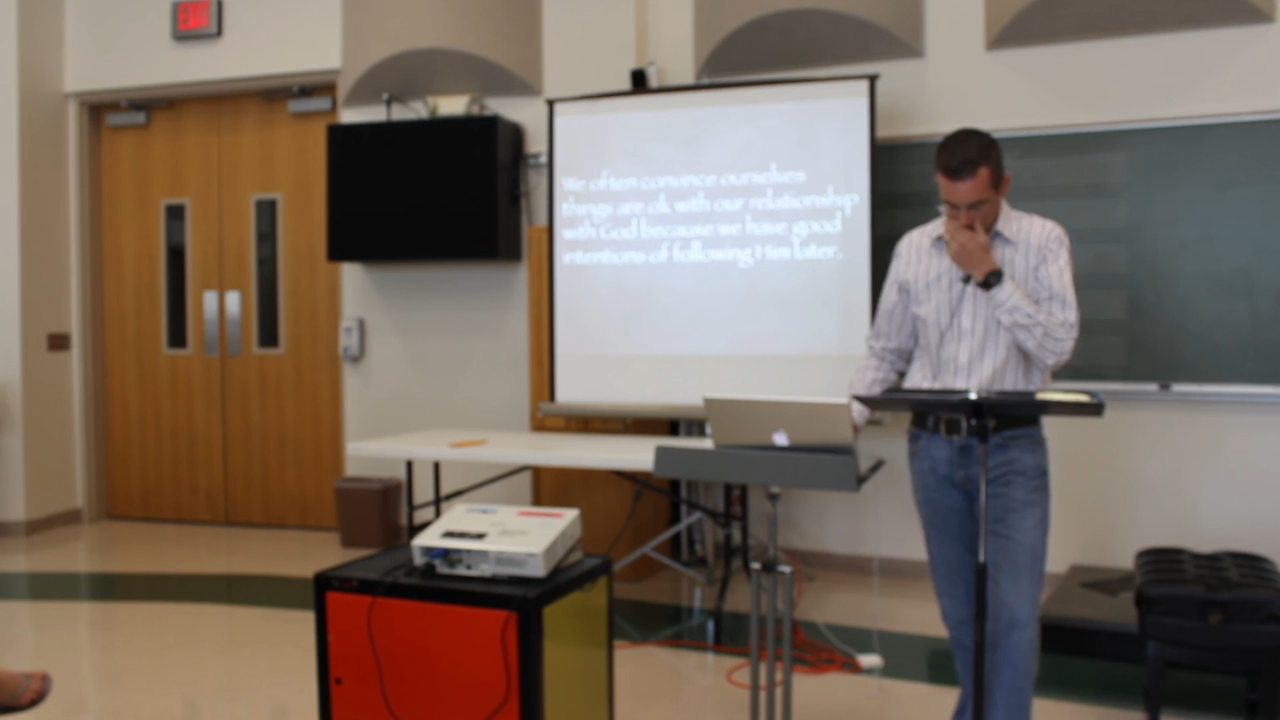 EXIT
We often convince ourselves
things are ok with our relationship
with God because we have good
intentions of following Him later.